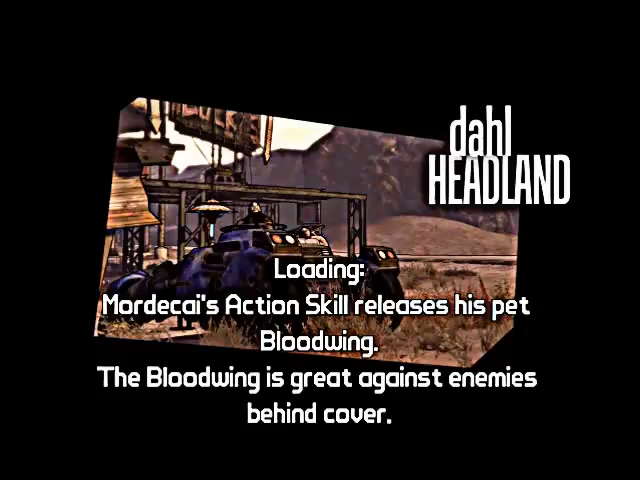 dahl
HEADLAND
Loading:
Mordecai's Action Skill releases his pet
Bloodwing.
The Bloodwing is great against enemies
behind cover.